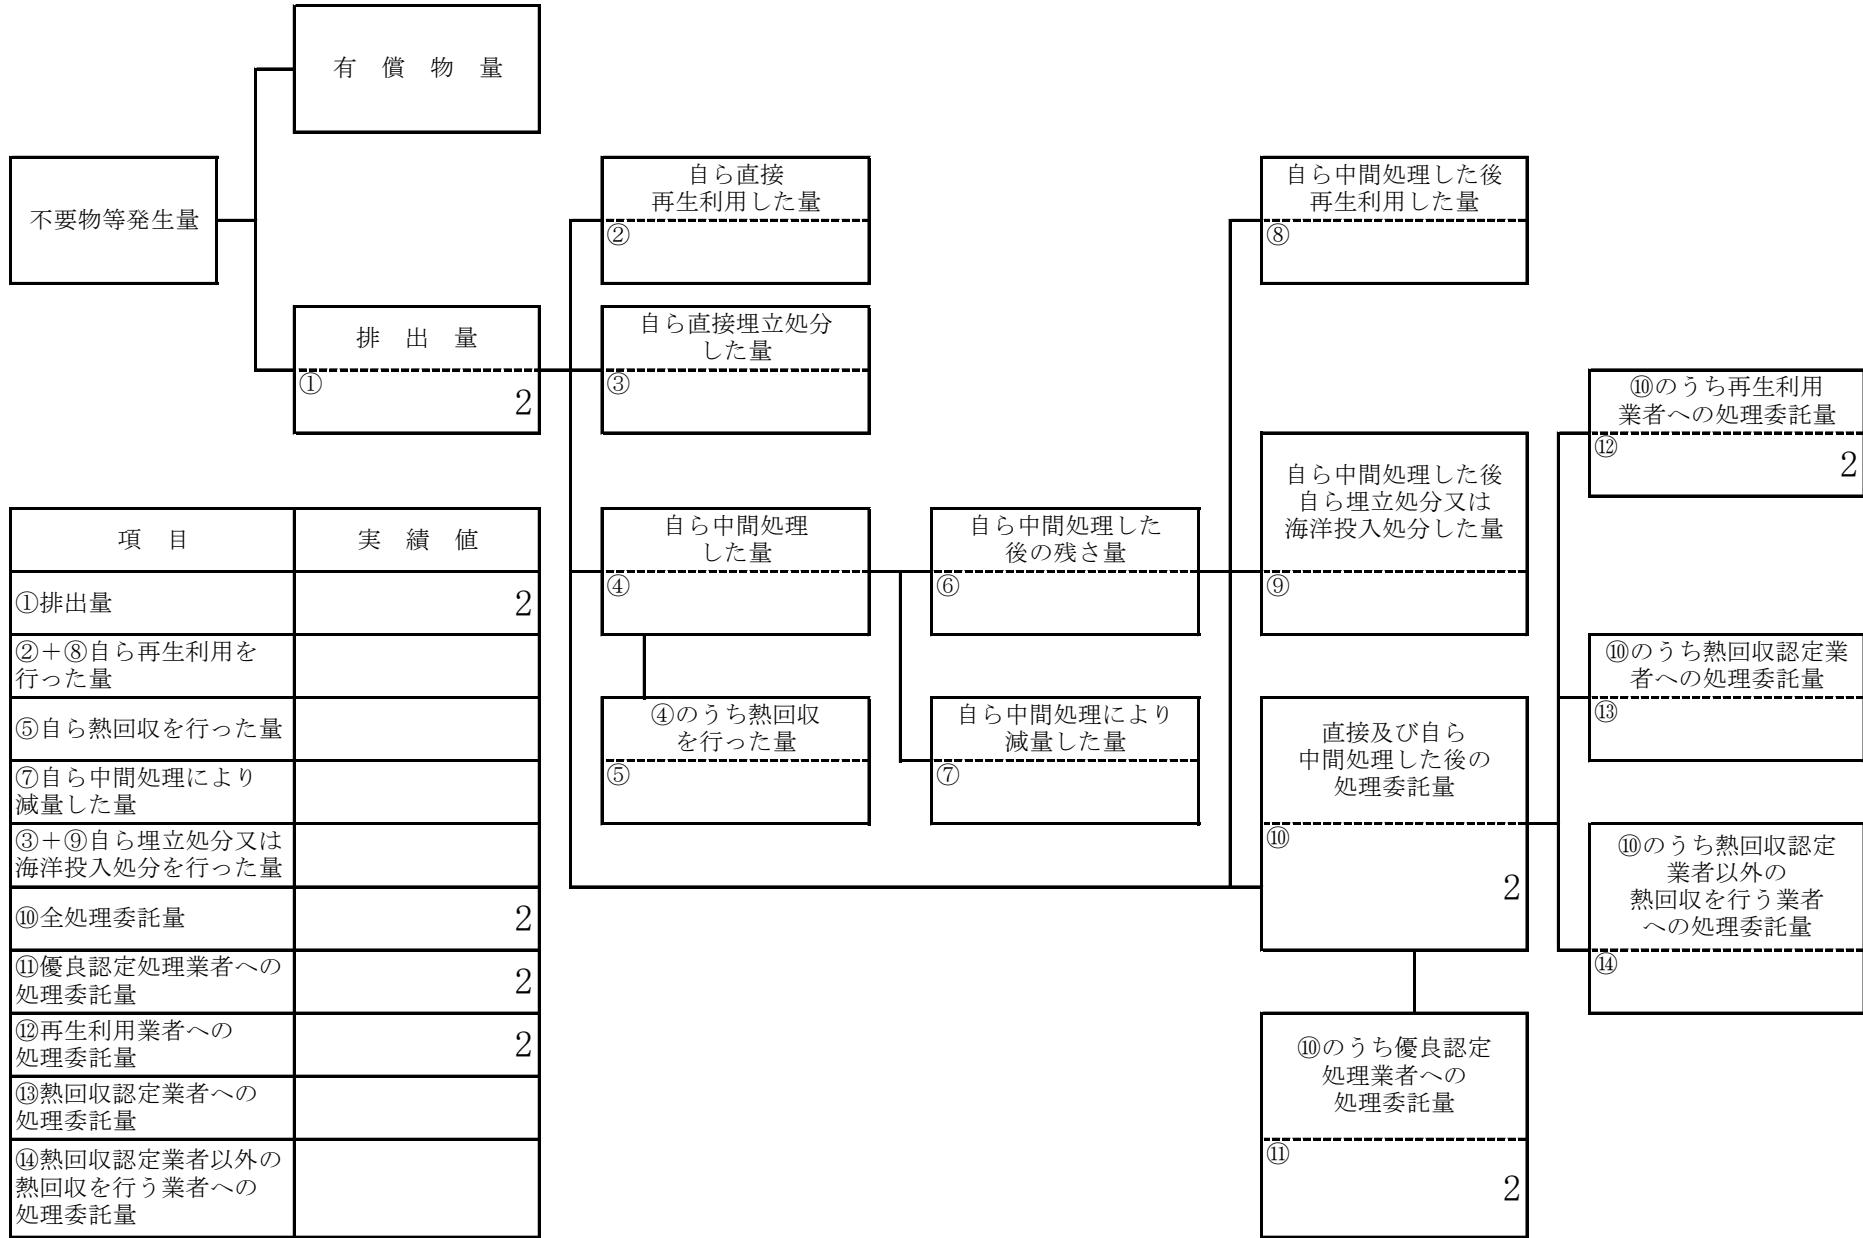 有　償　物　量
不要物等発生量
排　出　量
①
2
自ら直接
再生利用した量
②
自ら直接埋立処分
した量
③
自ら中間処理
した量
④
④のうち熱回収
を行った量
⑤
自ら中間処理した
後の残さ量
⑥
自ら中間処理により
減量した量
⑦
自ら中間処理した後
再生利用した量
⑧
自ら中間処理した後
自ら埋立処分又は
海洋投入処分した量
⑨
直接及び自ら
中間処理した後の
処理委託量
⑩
2
⑩のうち優良認定
処理業者への
処理委託量
⑪
2
⑩のうち再生利用
業者への処理委託量
⑫
2
⑩のうち熱回収認定業
者への処理委託量
⑬
⑩のうち熱回収認定
業者以外の
熱回収を行う業者
への処理委託量
⑭
項　目　実　績　値
①排出量 2
②＋⑧自ら再生利用を
行った量
⑤自ら熱回収を行った量
⑦自ら中間処理により
減量した量
③＋⑨自ら埋立処分又は
海洋投入処分を行った量
⑩全処理委託量 2
⑪優良認定処理業者への
処理委託量 2
⑫再生利用業者への
処理委託量 2
⑬熱回収認定業者への
処理委託量
⑭熱回収認定業者以外の
熱回収を行う業者への
処理委託量